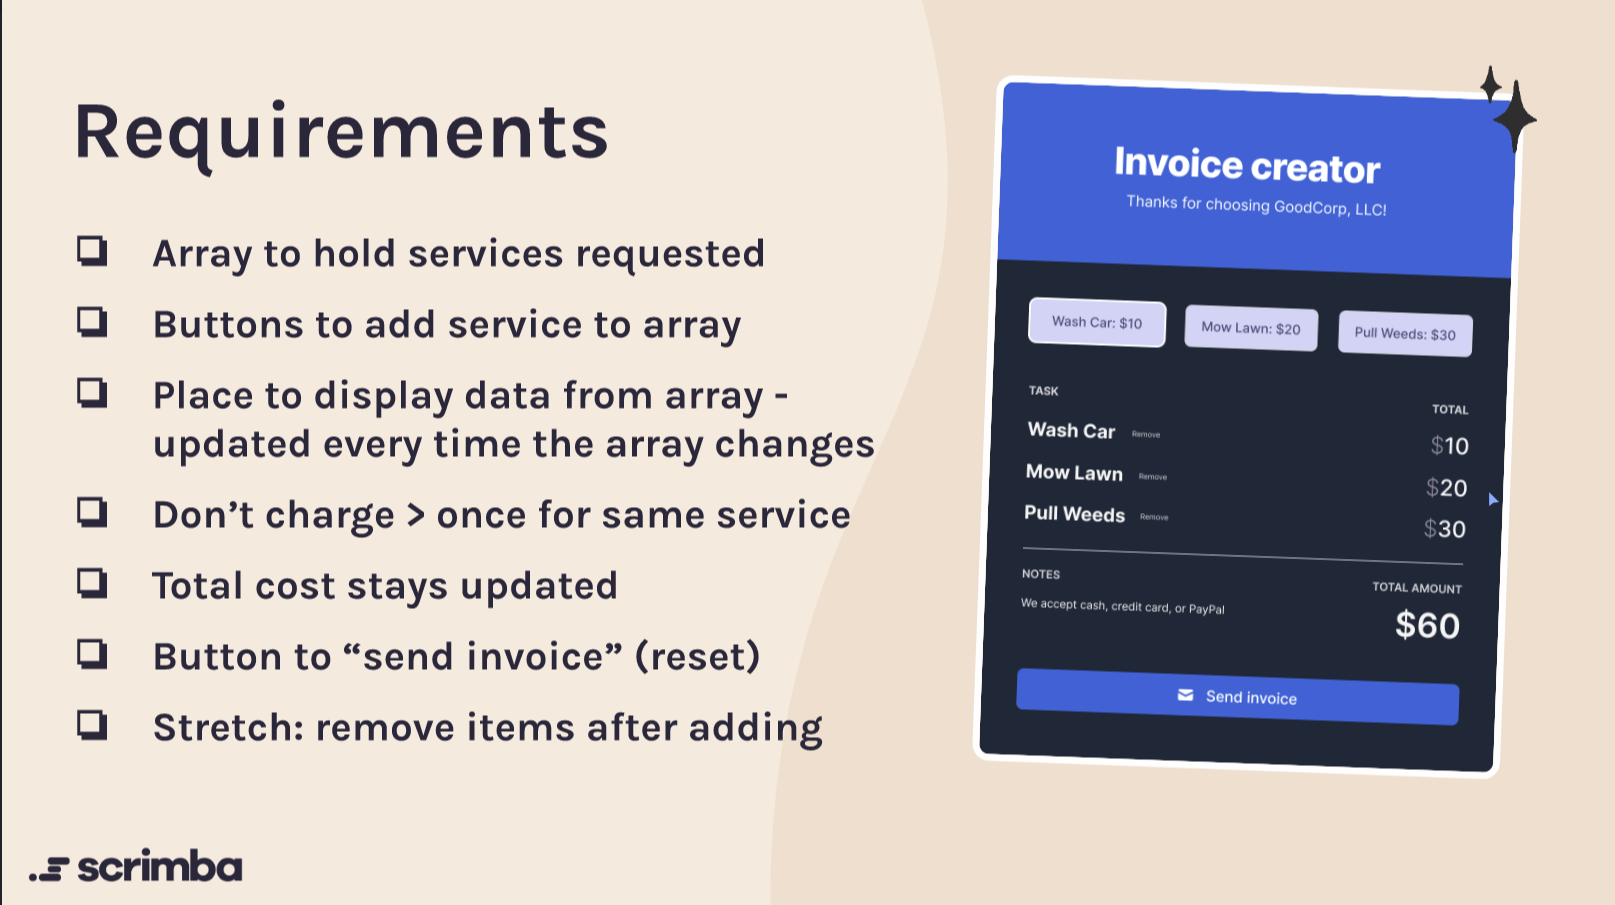 Requirements
Array to hold services requested
Buttons to add service to array
Place to display data from array -
updated every time the array changes
Don’t charge > once for same service
Total cost stays updated
Button to “send invoice” (reset)
Stretch: remove items after adding
scrimba
Invoice creator
Thanks for choosing GoodCorp, LLC!
Wash Car: $10 Mow Lawn: $20 Pull Weeds: $30
TASK TOTAL
Wash Car Remove $10
Mow Lawn Remove $20
Pull Weeds Remove $30
NOTES TOTAL AMOUNT
We accept cash, credit card, or PayPal $60
Send invoice